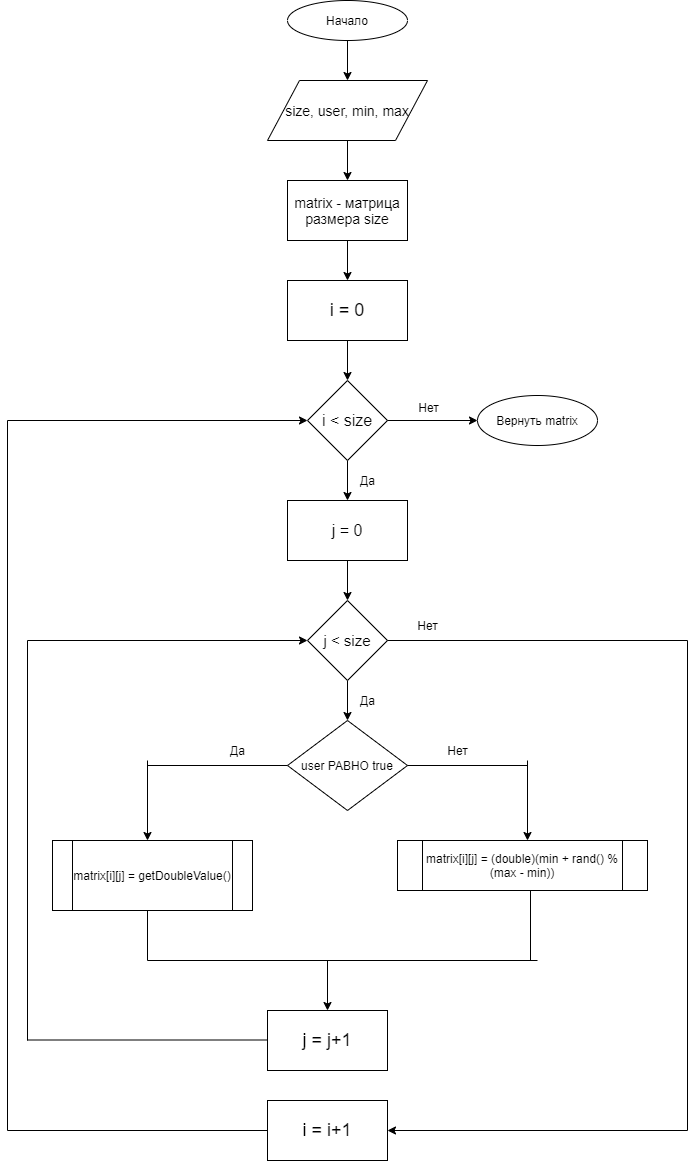 Начало
size, user, min, max
matrix - матрица
размера size
i = 0
i < size
Нет
Вернуть matrix
Да
j = 0
j < size
Нет
Да
user РАВНО true
Да
Нет
matrix[i][j] = getDoubleValue()
matrix[i][j] = (double)(min + rand() %
(max - min))
j = j+1
i = i+1